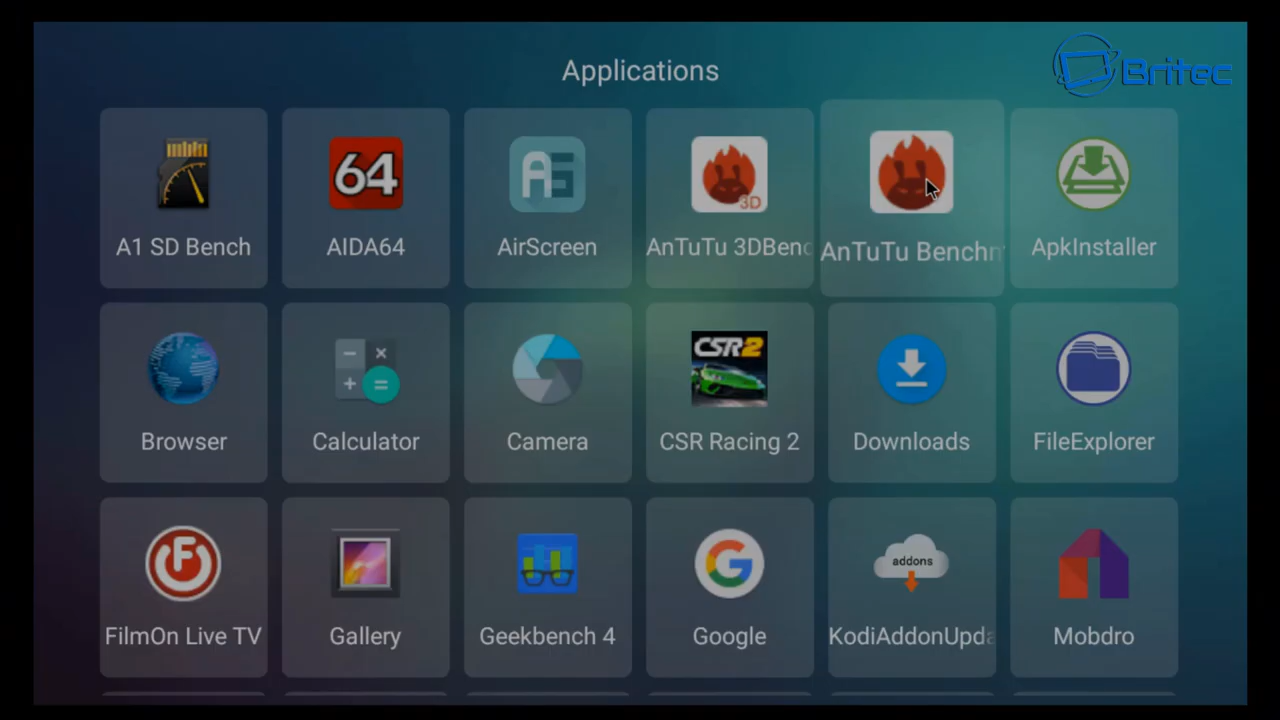 Applications
Britec
A1 SD Bench
64
AIDA64
AS
AirScreen
3D
AnTuTu 3DBenc
AnTuTu Benchm
ApkInstaller
Browser
Calculator
Camera
CSR2
CSR Racing 2
Downloads
FileExplorer
F
FilmOn Live TV
Gallery
Geekbench 4
G
Google
addons
KodiAddonUpda
Mobdro